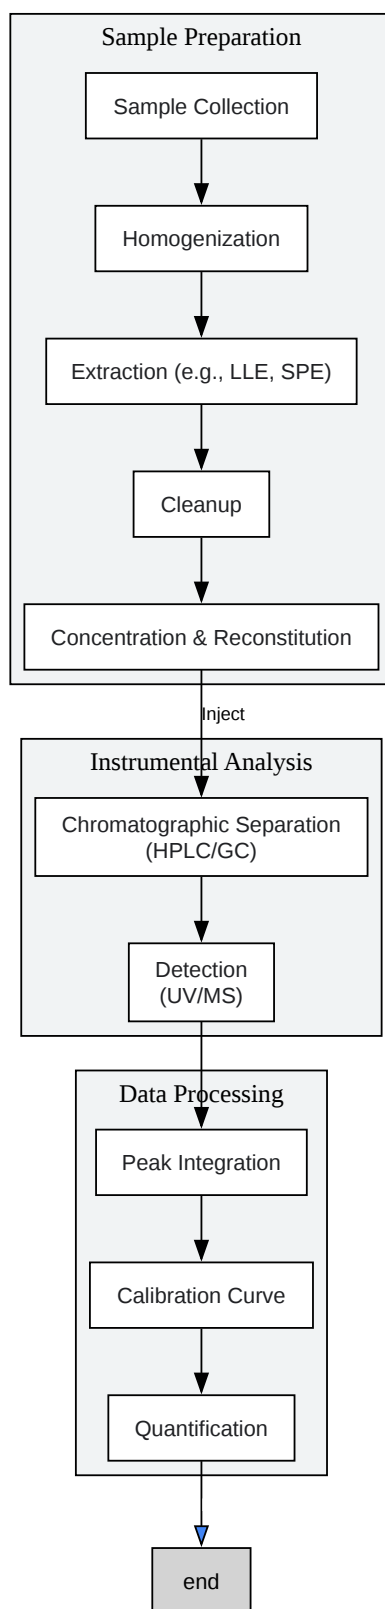 Sample Preparation
Sample Collection
Homogenization
Extraction (e.g., LLE, SPE)
Cleanup
Concentration & Reconstitution
Inject
Instrumental Analysis
Chromatographic Separation
(HPLC/GC)
Detection
(UV/MS)
Data Processing
Peak Integration
Calibration Curve
Quantification
end